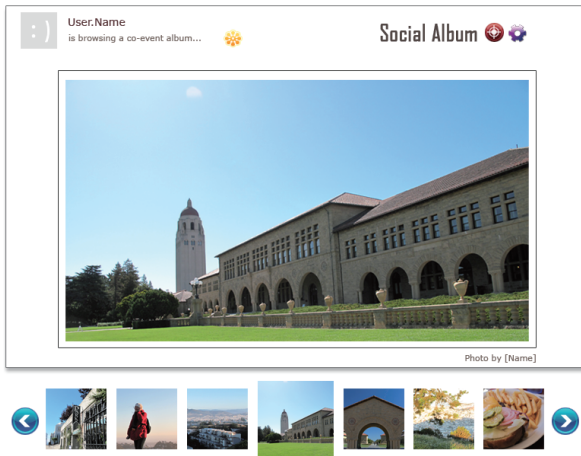 : )
User.Name
is browsing a co-event album...
Social Album
Photo by [Name]